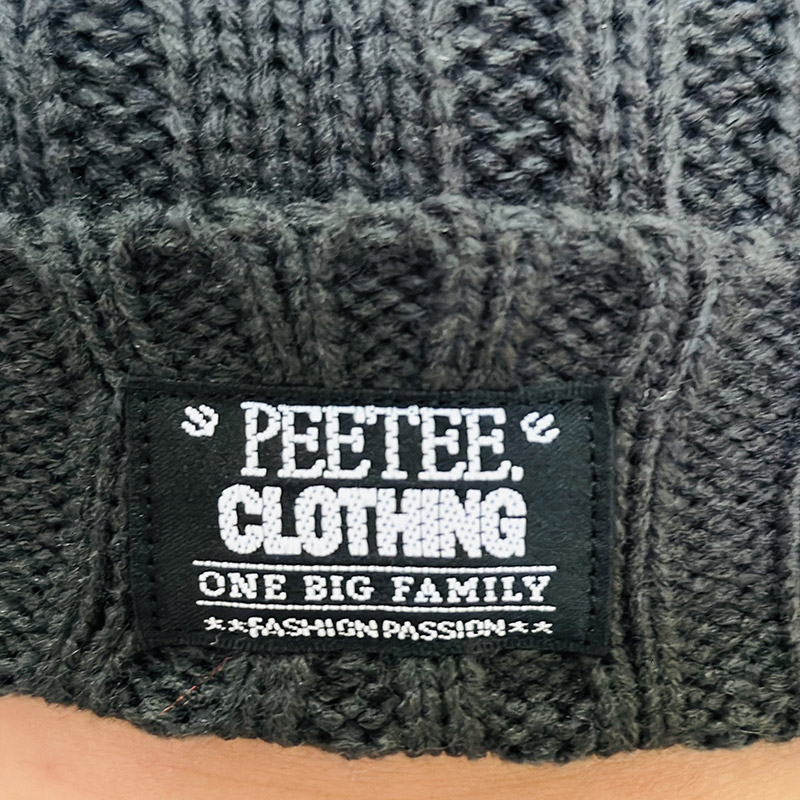 PEETEE.
CLOTHING
ONE BIG FAMILY
**FASHION PASSION**